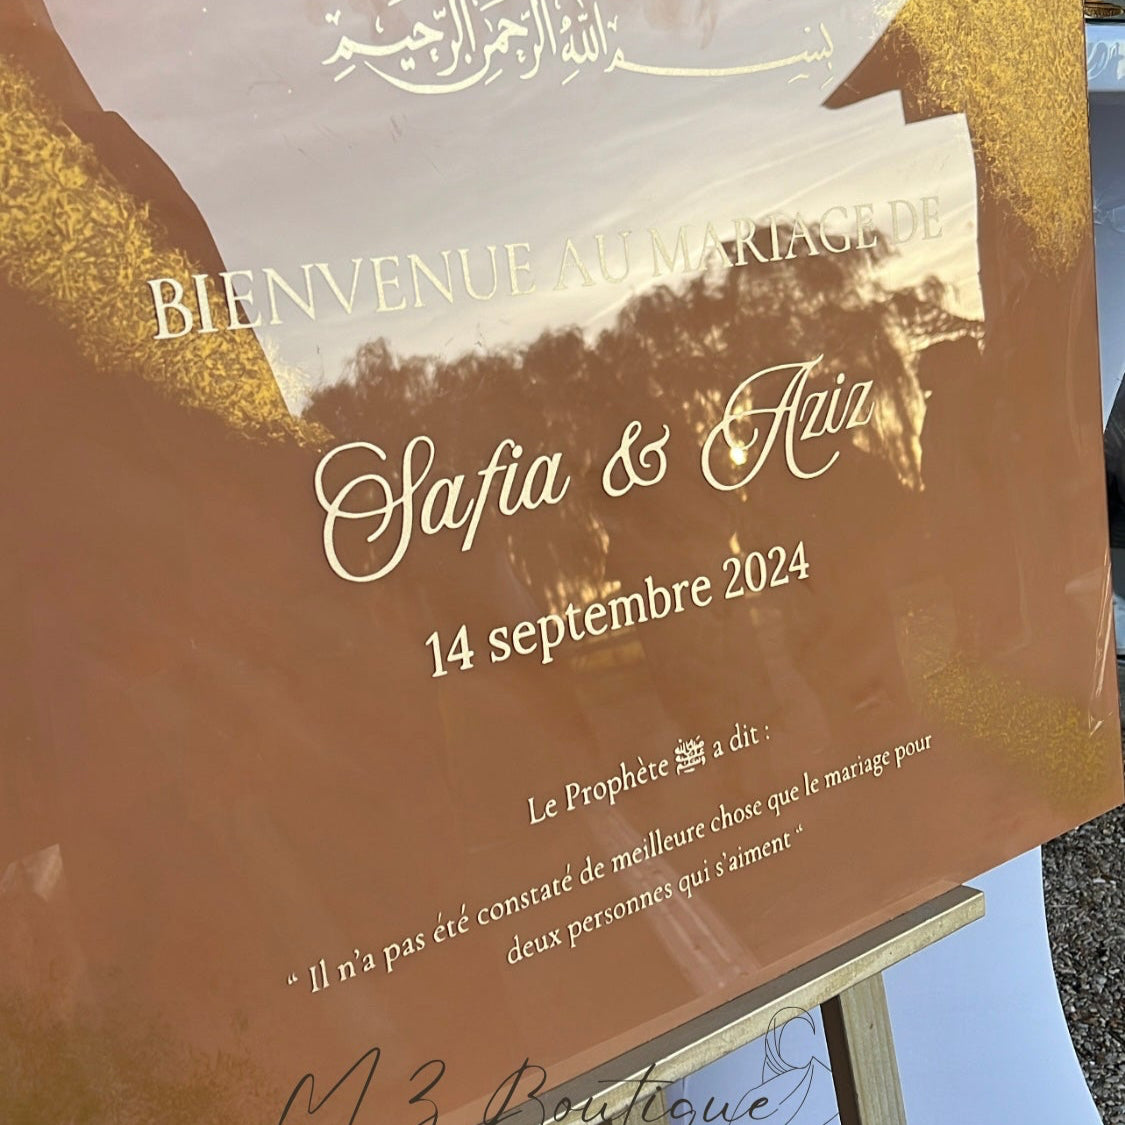 بسم الله الرحمن الرحيم
BIENVENUE AU MARIAGE DE
Safia & Aziz
14 septembre 2024
Le Prophète ﷺ a dit :
“ Il n’a pas été constaté de meilleure chose que le mariage pour
deux personnes qui s’aiment “
M 3 Boutique